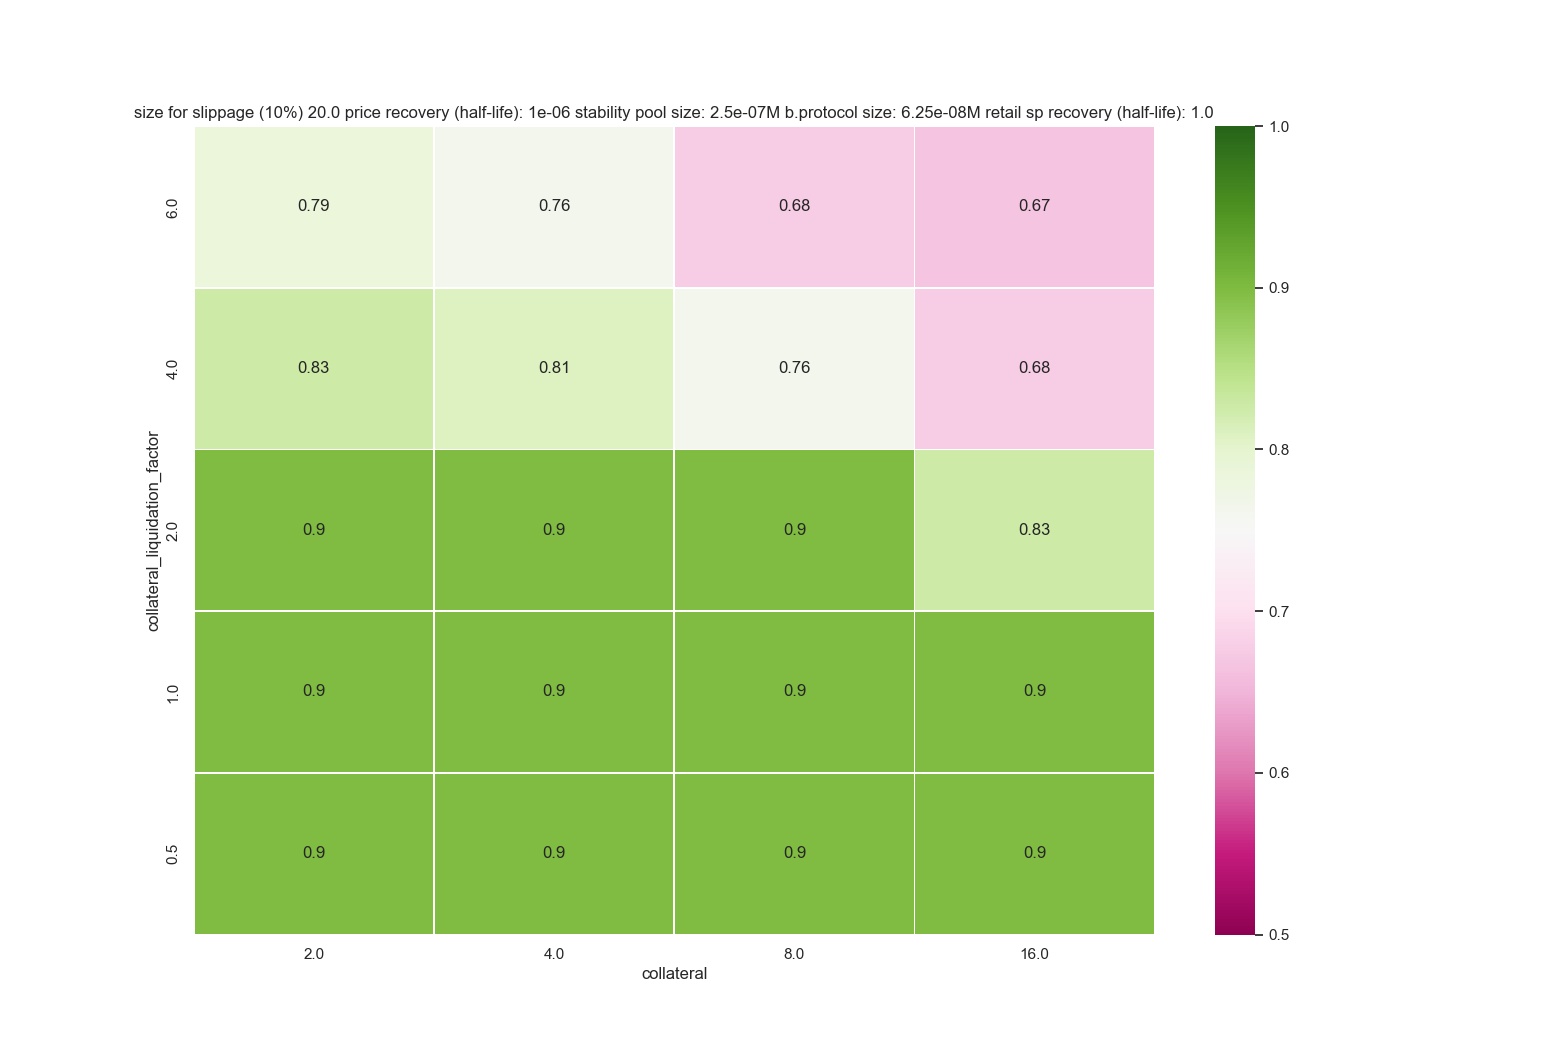 size for slippage (10%) 20.0 price recovery (half-life): 1e-06 stability pool size: 2.5e-07M b.protocol size: 6.25e-08M retail sp recovery (half-life): 1.0
collateral_liquidation_factor
6.0
0.79 0.76 0.68 0.67
4.0
0.83 0.81 0.76 0.68
2.0
0.9 0.9 0.9 0.83
1.0
0.9 0.9 0.9 0.9
0.5
0.9 0.9 0.9 0.9
2.0 4.0 8.0 16.0
collateral
1.0
0.9
0.8
0.7
0.6
0.5